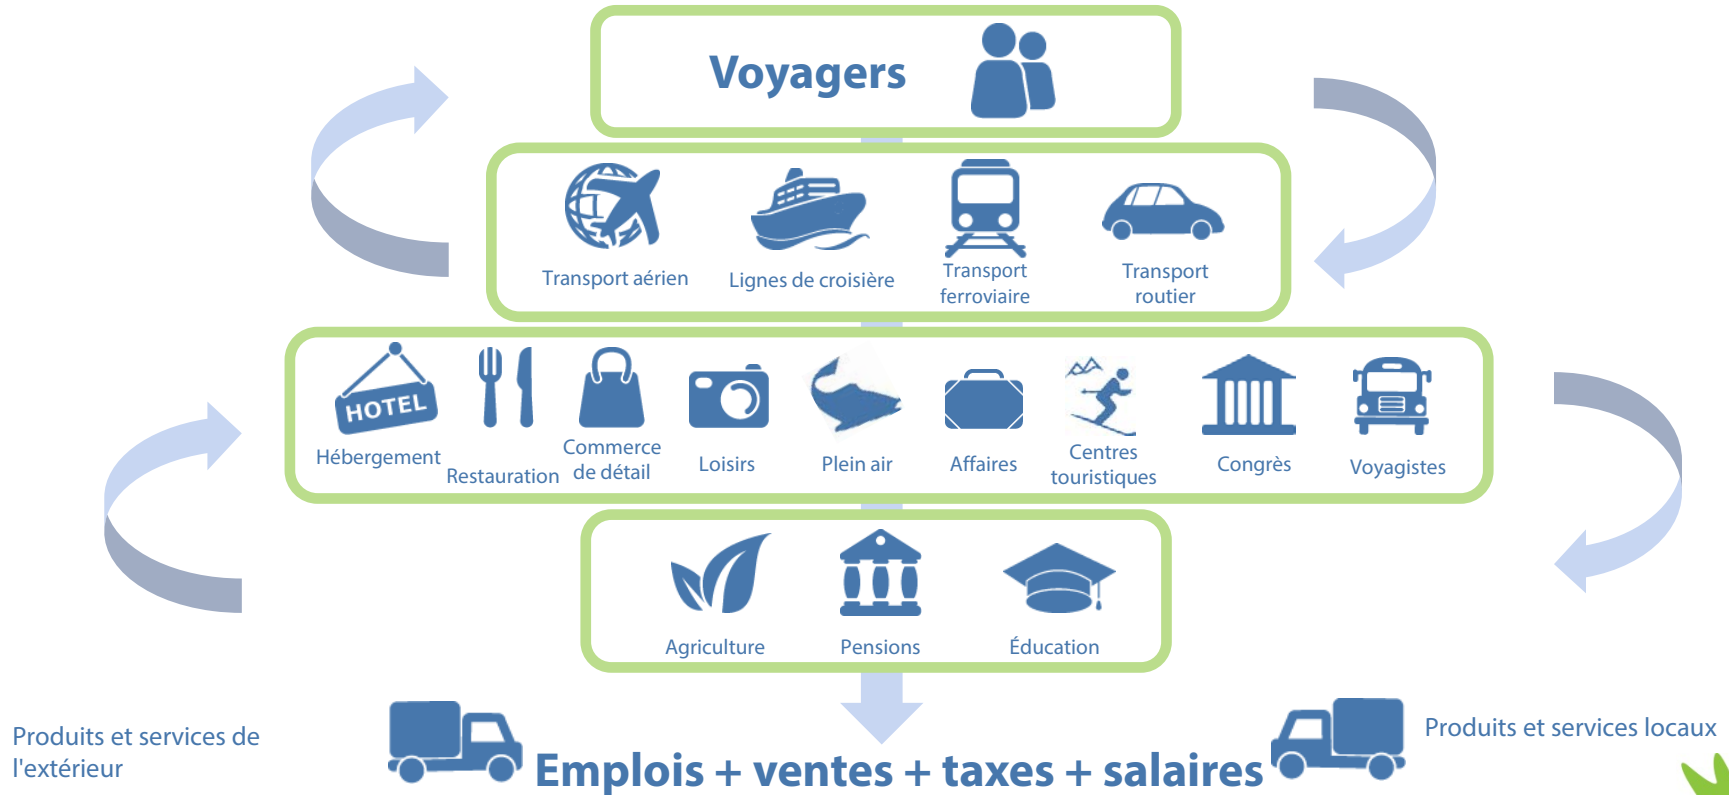 Voyagers
Transport aérien
Lignes de croisière
Transport
ferroviaire
Transport
routier
HOTEL
Hébergement
Restauration
Commerce
de détail
Loisirs
Plein air
Affaires
Centres
touristiques
Congrès
Voyagistes
Agriculture
Pensions
Éducation
Produits et services de
l'extérieur
Emplois + ventes + taxes + salaires
Produits et services locaux